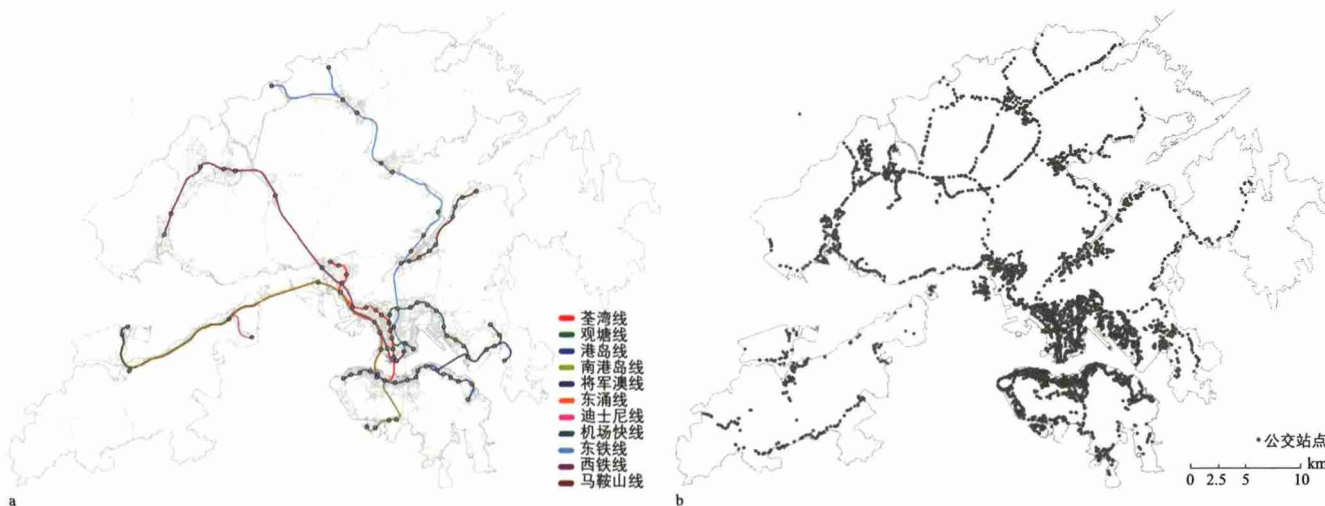 荃湾线
观塘线
港岛线
南港岛线
将军澳线
东涌线
迪士尼线
机场快线
东铁线
西铁线
马鞍山线
a
公交站点
km
0 2.5 5 10
b